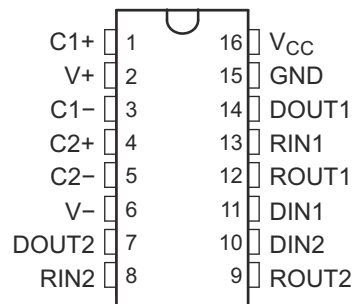 C1+ 1 16 VCC
V+ 2 15 GND
C1− 3 14 DOUT1
C2+ 4 13 RIN1
C2− 5 12 ROUT1
V− 6 11 DIN1
DOUT2 7 10 DIN2
RIN2 8 9 ROUT2